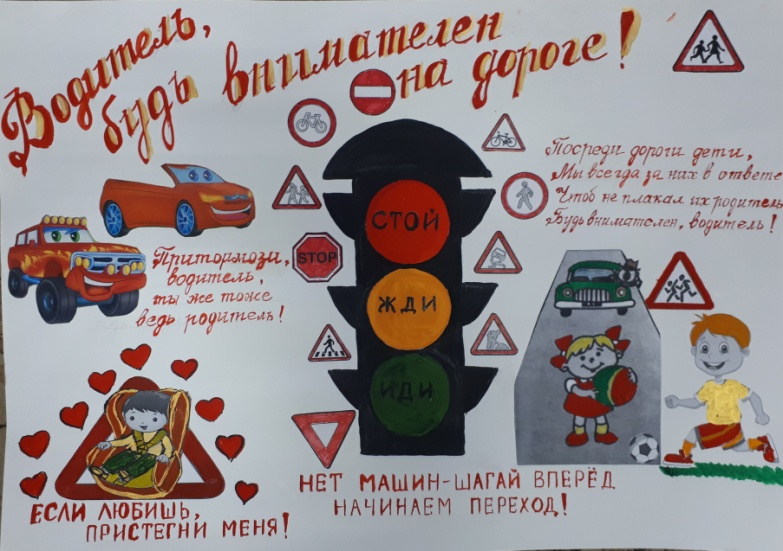 Водитель,
будь внимателен
на дороге!
Посреди дороги дети,
Мы всегда за них в ответе
Чтоб не плакал их родитель
Будь внимателен, водитель!
Притормози,
водитель,
ты же тоже
ведь родитель!
STOP
СТОЙ
ЖДИ
ИДИ
ЕСЛИ ЛЮБИШЬ,
ПРИСТЕГНИ МЕНЯ!
НЕТ МАШИН-ШАГАЙ ВПЕРЁД
НАЧИНАЕМ ПЕРЕХОД!